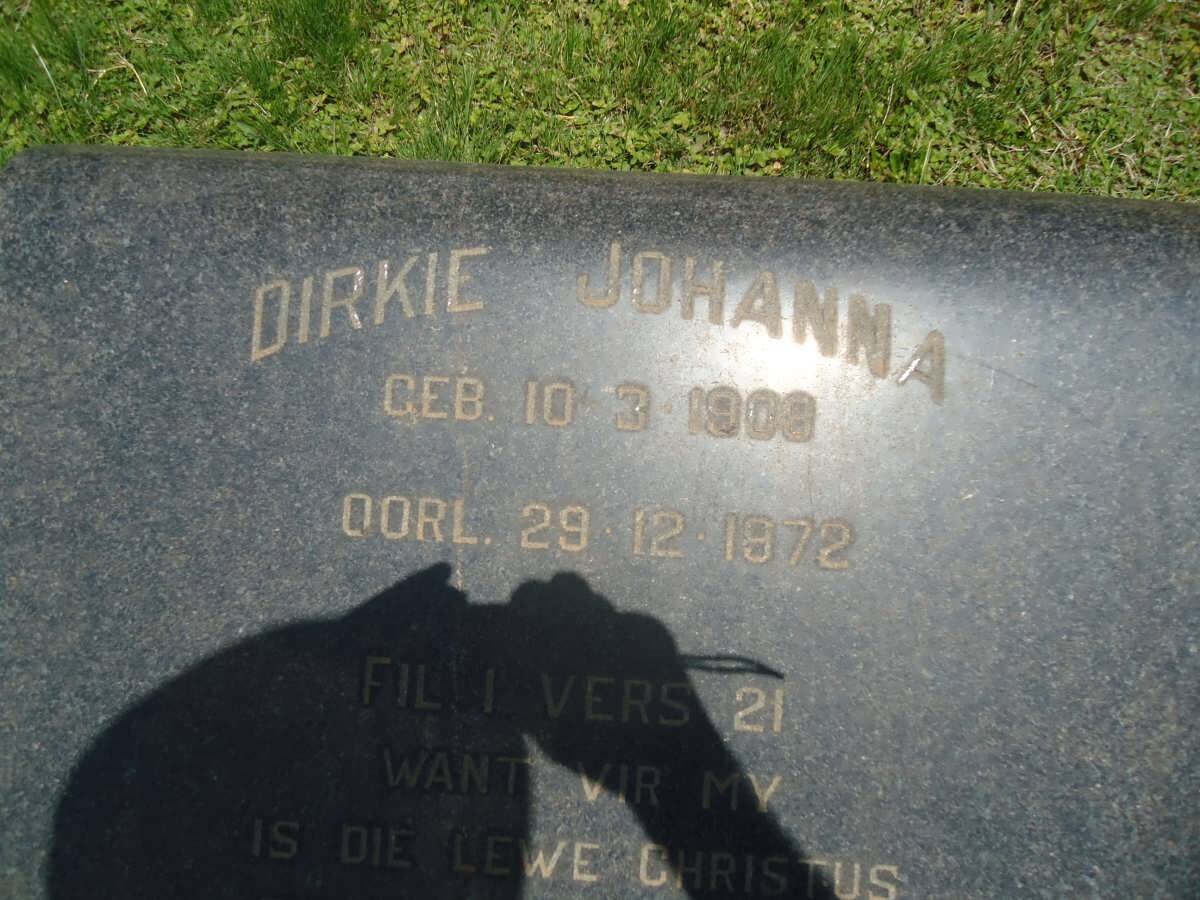 DIRKIE JOHANNA
GEB. 10·3·1908
OORL. 29·12·1972
FIL 1 VERS 21
WANT VIR MY
IS DIE LEWE CHRISTUS